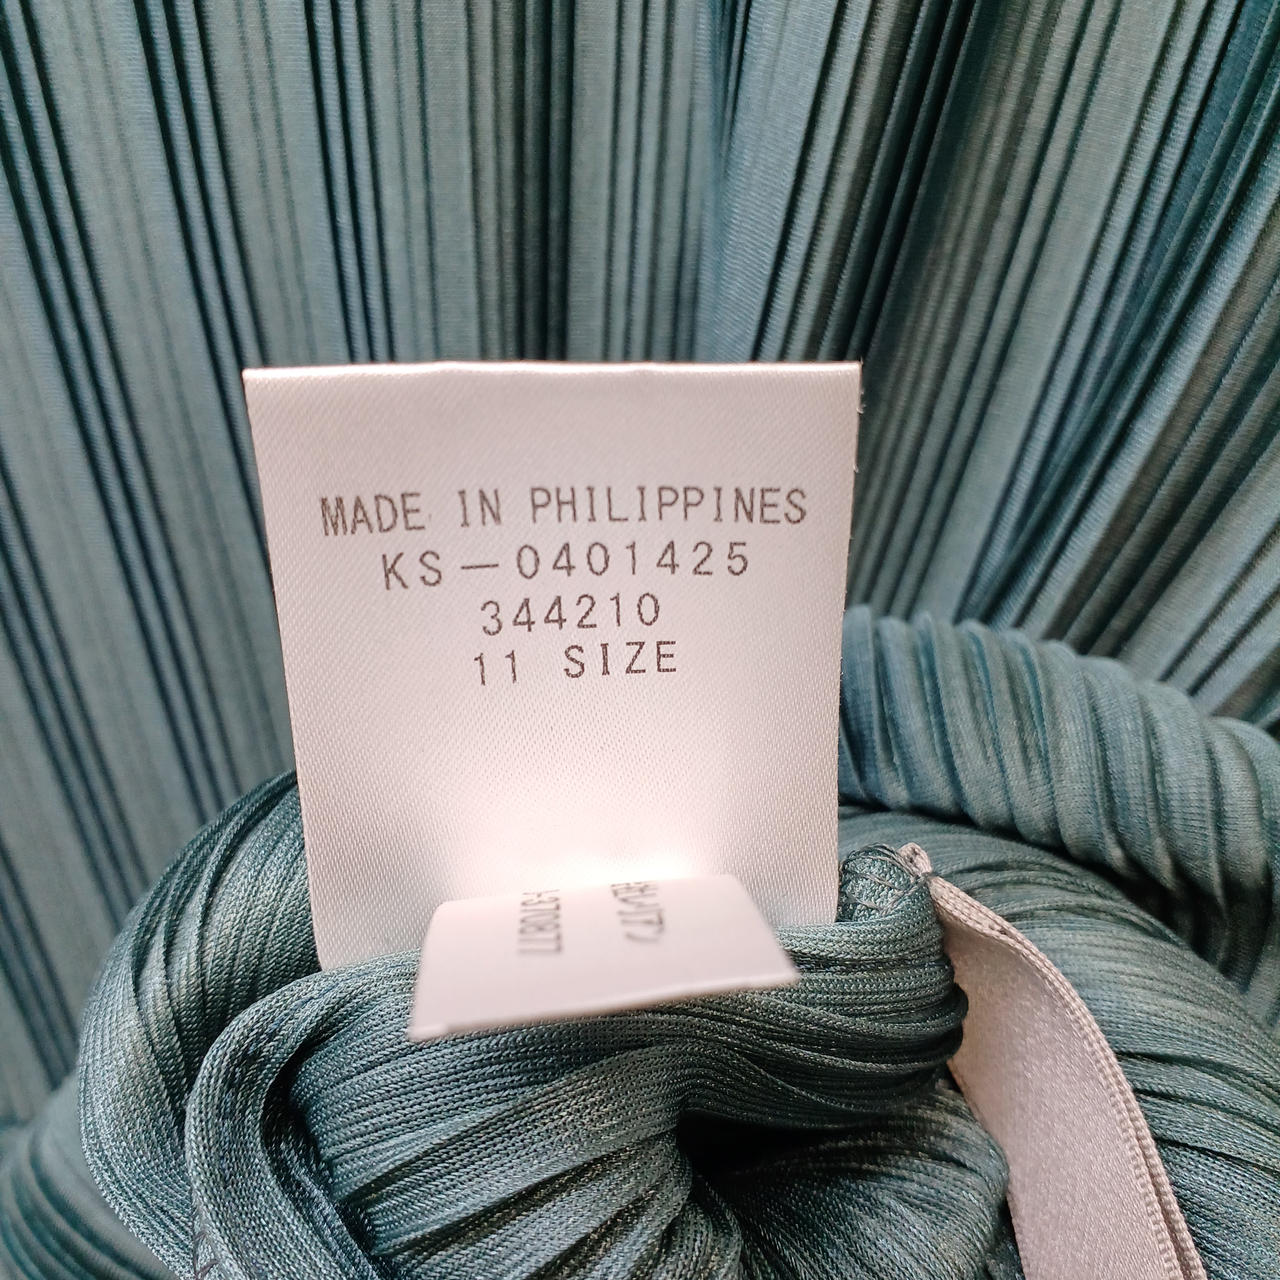 MADE IN PHILIPPINES
KS—0401425
344210
11 SIZE